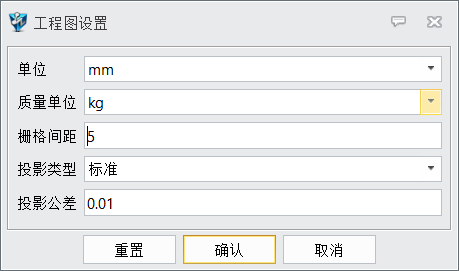 工程图设置
单位 mm
质量单位 kg
栅格间距 5
投影类型 标准
投影公差 0.01
重置 确认 取消